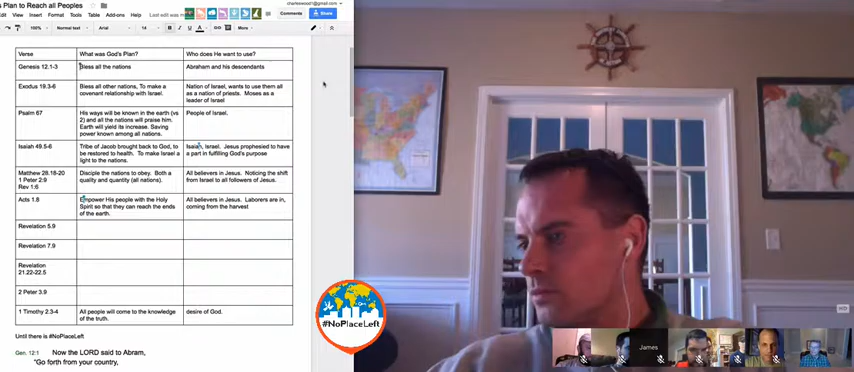 s Plan to Reach all Peoples
charleswood1@gmail.com
Insert Format Tools Table Add-ons Help Last edit was
Comments Share
100% Normal text Arial 14 B I U A More
Verse What was God's Plan? Who does He want to use?
Genesis 12.1-3 Bless all the nations Abraham and his descendants
Exodus 19.3-6 Bless all other nations, To make a Nation of Israel, wants to use them all
covenant relationship with Israel. as a nation of priests. Moses as a
leader of Israel
Psalm 67 His ways will be known in the earth (vs People of Israel.
2) and all the nations will praise him.
Earth will yield its increase. Saving
power known among all nations.
Isaiah 49.5-6 Tribe of Jacob brought back to God, to Isaiah, Israel. Jesus prophesied to have
be restored to health. To make Israel a a part in fulfilling God's purpose
light to the nations.
Matthew 28.18-20 Disciple the nations to obey. Both a All believers in Jesus. Noticing the shift
1 Peter 2:9 quality and quantity (all nations). from Israel to all followers of Jesus.
Rev 1:6
Acts 1.8 Empower His people with the Holy All believers in Jesus. Laborers are in,
Spirit so that they can reach the ends coming from the harvest
of the earth.
Revelation 5.9
Revelation 7.9
Revelation
21.22-22.5
2 Peter 3.9
1 Timothy 2.3-4 All people will come to the knowledge desire of God.
of the truth.
Until there is #NoPlaceLeft
Gen. 12:1 Now the LORD said to Abram,
"Go forth from your country,
#NoPlaceLeft
James